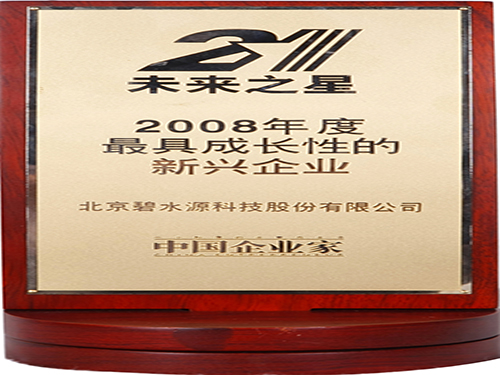 21
未来之星
2008年度
最具成长性的
新兴企业
北京碧水源科技股份有限公司
中国企业家